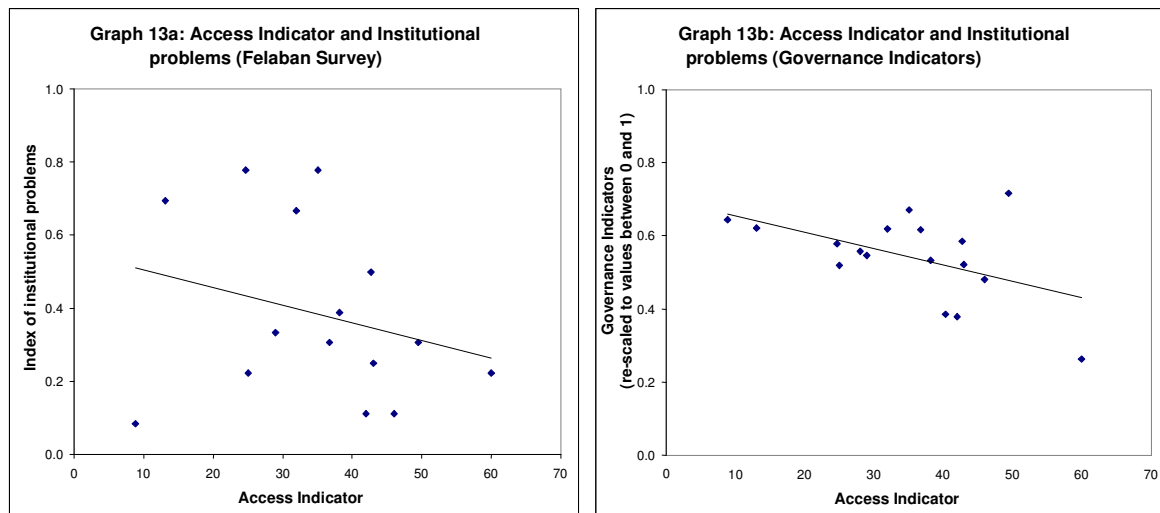 Graph 13a: Access Indicator and Institutional
problems (Felaban Survey)
Index of institutional problems
1.0
0.8
0.6
0.4
0.2
0.0
0 10 20 30 40 50 60 70
Access Indicator
Graph 13b: Access Indicator and Institutional
problems (Governance Indicators)
Governance Indicators
(re-scaled to values between 0 and 1)
1.0
0.8
0.6
0.4
0.2
0.0
0 10 20 30 40 50 60 70
Access Indicator